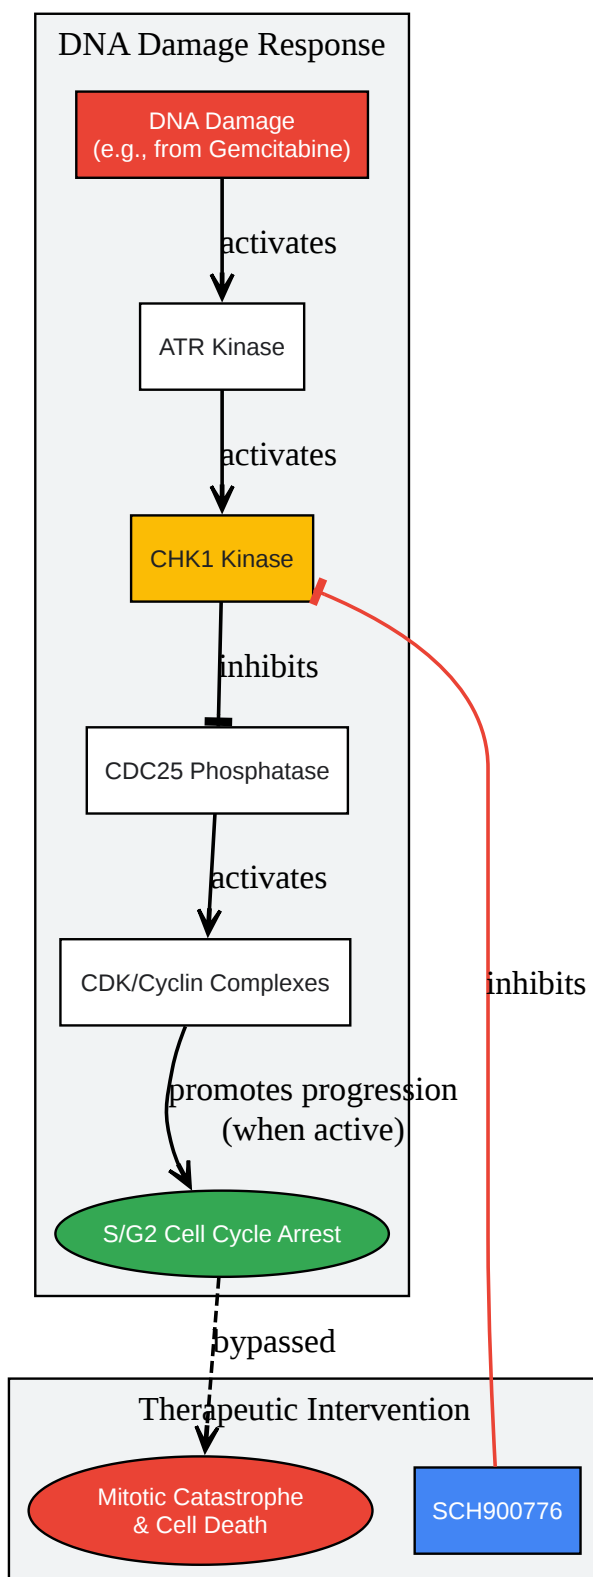 DNA Damage Response
DNA Damage
(e.g., from Gemcitabine)
activates
ATR Kinase
activates
CHK1 Kinase
inhibits
CDC25 Phosphatase
activates
CDK/Cyclin Complexes
inhibits
promotes progression
(when active)
S/G2 Cell Cycle Arrest
bypassed
Therapeutic Intervention
Mitotic Catastrophe
& Cell Death
SCH900776